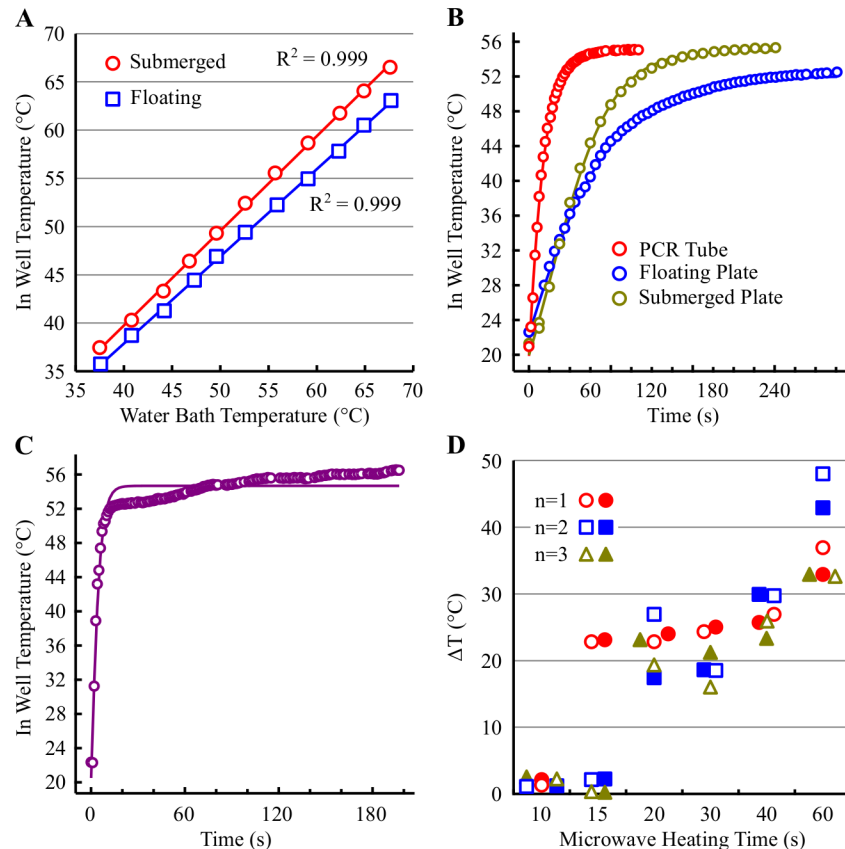 A
70
65
60
55
50
45
40
35
35 40 45 50 55 60 65 70
In Well Temperature (°C)
Water Bath Temperature (°C)
Submerged
Floating
R² = 0.999
R² = 0.999
B
56
52
48
44
40
36
32
28
24
20
0 60 120 180 240
In Well Temperature (°C)
Time (s)
PCR Tube
Floating Plate
Submerged Plate
C
56
52
48
44
40
36
32
28
24
20
0 60 120 180
In Well Temperature (°C)
Time (s)
D
50
40
30
20
10
0
10 15 20 30 40 60
ΔT (°C)
Microwave Heating Time (s)
n=1
n=2
n=3